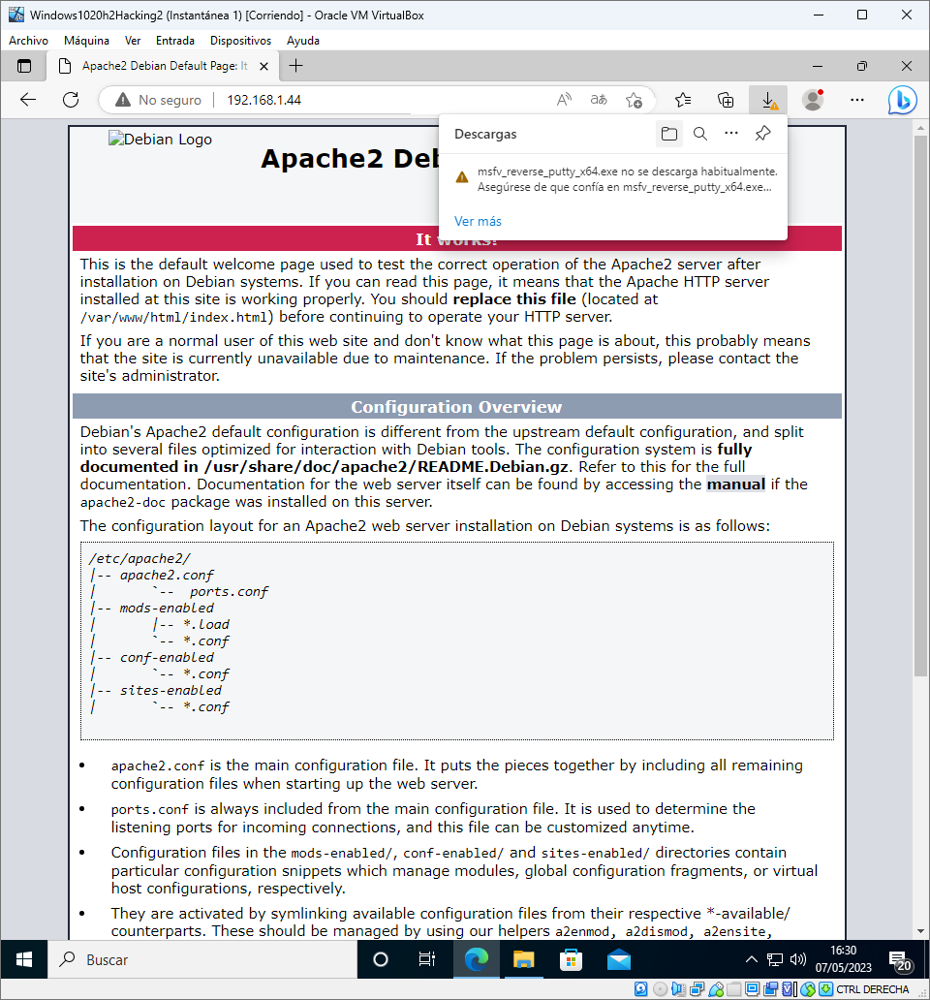 Windows1020h2Hacking2 (Instantánea 1) [Corriendo] - Oracle VM VirtualBox
Archivo Máquina Ver Entrada Dispositivos Ayuda
Apache2 Debian Default Page: It
No seguro 192.168.1.44
Descargas
msfv_reverse_putty_x64.exe no se descarga habitualmente.
Asegúrese de que confía en msfv_reverse_putty_x64.exe...
Ver más
Debian Logo
Apache2 Deb
It works!
This is the default welcome page used to test the correct operation of the Apache2 server after
installation on Debian systems. If you can read this page, it means that the Apache HTTP server
installed at this site is working properly. You should replace this file (located at
/var/www/html/index.html) before continuing to operate your HTTP server.
If you are a normal user of this web site and don't know what this page is about, this probably means
that the site is currently unavailable due to maintenance. If the problem persists, please contact the
site's administrator.
Configuration Overview
Debian's Apache2 default configuration is different from the upstream default configuration, and split
into several files optimized for interaction with Debian tools. The configuration system is fully
documented in /usr/share/doc/apache2/README.Debian.gz. Refer to this for the full
documentation. Documentation for the web server itself can be found by accessing the manual if the
apache2-doc package was installed on this server.
The configuration layout for an Apache2 web server installation on Debian systems is as follows:
/etc/apache2/
|-- apache2.conf
|       `--  ports.conf
|-- mods-enabled
|       |-- *.load
|       `-- *.conf
|-- conf-enabled
|       `-- *.conf
|-- sites-enabled
|       `-- *.conf
• apache2.conf is the main configuration file. It puts the pieces together by including all remaining
configuration files when starting up the web server.
• ports.conf is always included from the main configuration file. It is used to determine the
listening ports for incoming connections, and this file can be customized anytime.
• Configuration files in the mods-enabled/, conf-enabled/ and sites-enabled/ directories contain
particular configuration snippets which manage modules, global configuration fragments, or virtual
host configurations, respectively.
• They are activated by symlinking available configuration files from their respective *-available/
counterparts. These should be managed by using our helpers a2enmod, a2dismod, a2ensite,
Buscar
16:30
07/05/2023
20
CTRL DERECHA